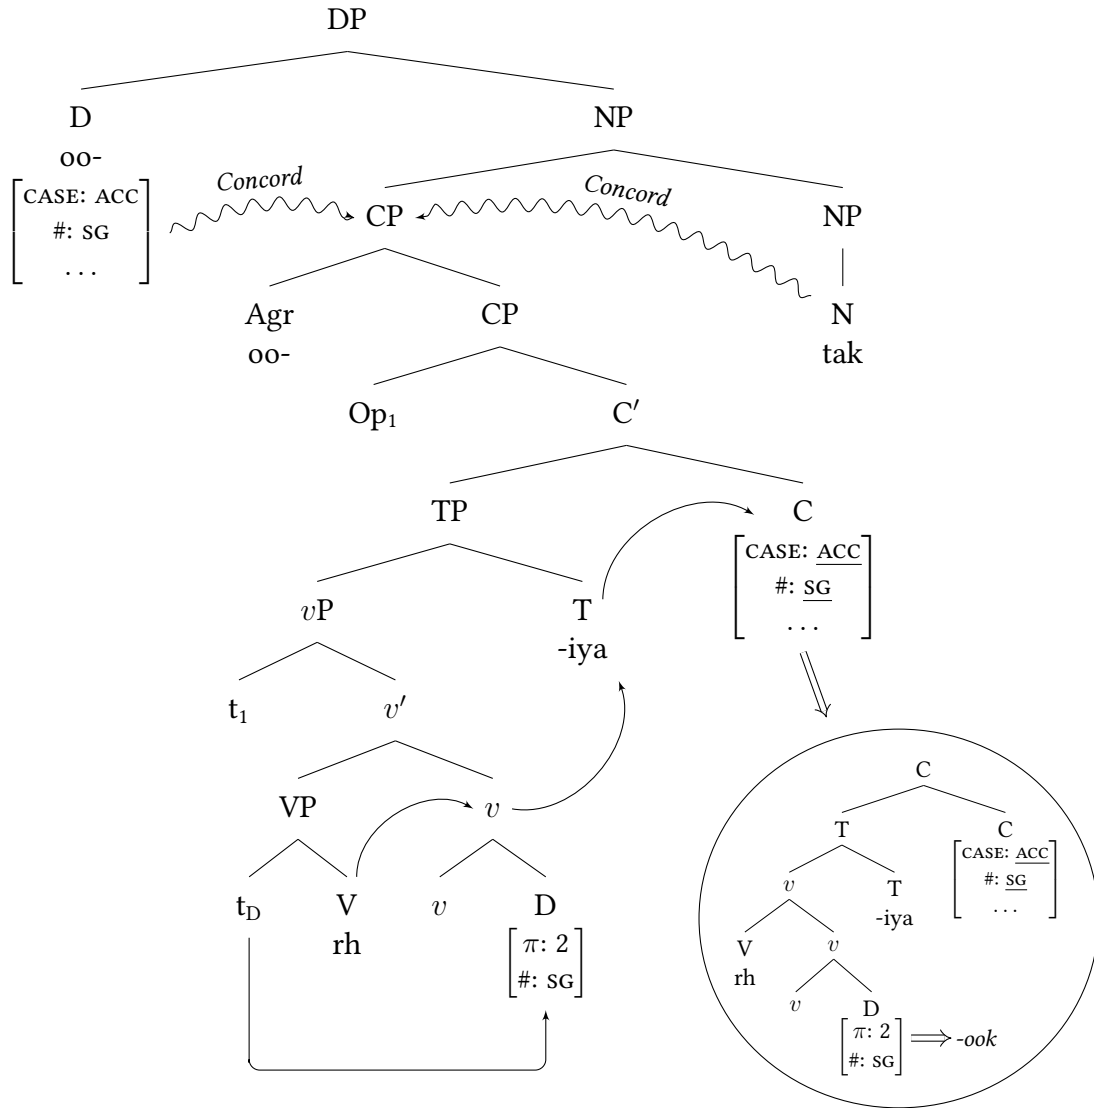 DP
D NP
oo-
CASE: ACC
#: SG
...
Concord Concord
CP NP
Agr CP N
oo- tak
Op1 C′
TP C
CASE: ACC
#: SG
...
vP T
-iya
t1 v′
VP v
tD V v D
rh
π: 2
#: SG
C
T C
CASE: ACC
#: SG
...
v T
-iya
V v
rh
v D
π: 2
#: SG
-ook